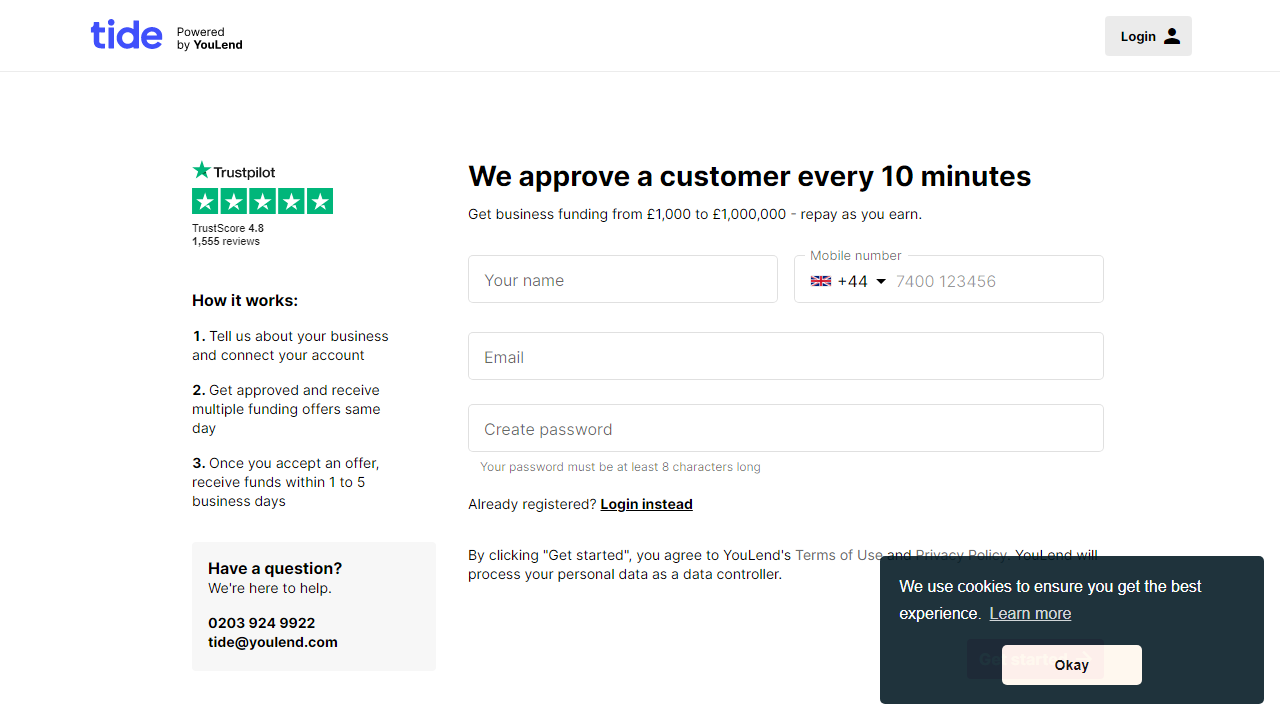 tide
Powered
by YouLend
Login
Trustpilot
TrustScore 4.8
1,555 reviews
How it works:
1. Tell us about your business
and connect your account
2. Get approved and receive
multiple funding offers same
day
3. Once you accept an offer,
receive funds within 1 to 5
business days
Have a question?
We're here to help.
0203 924 9922
tide@youlend.com
We approve a customer every 10 minutes
Get business funding from £1,000 to £1,000,000 - repay as you earn.
Your name
Mobile number
+44 7400 123456
Email
Create password
Your password must be at least 8 characters long
Already registered? Login instead
By clicking "Get started", you agree to YouLend's Terms of Use and Privacy Policy. YouLend will
process your personal data as a data controller.
We use cookies to ensure you get the best
experience. Learn more
Okay